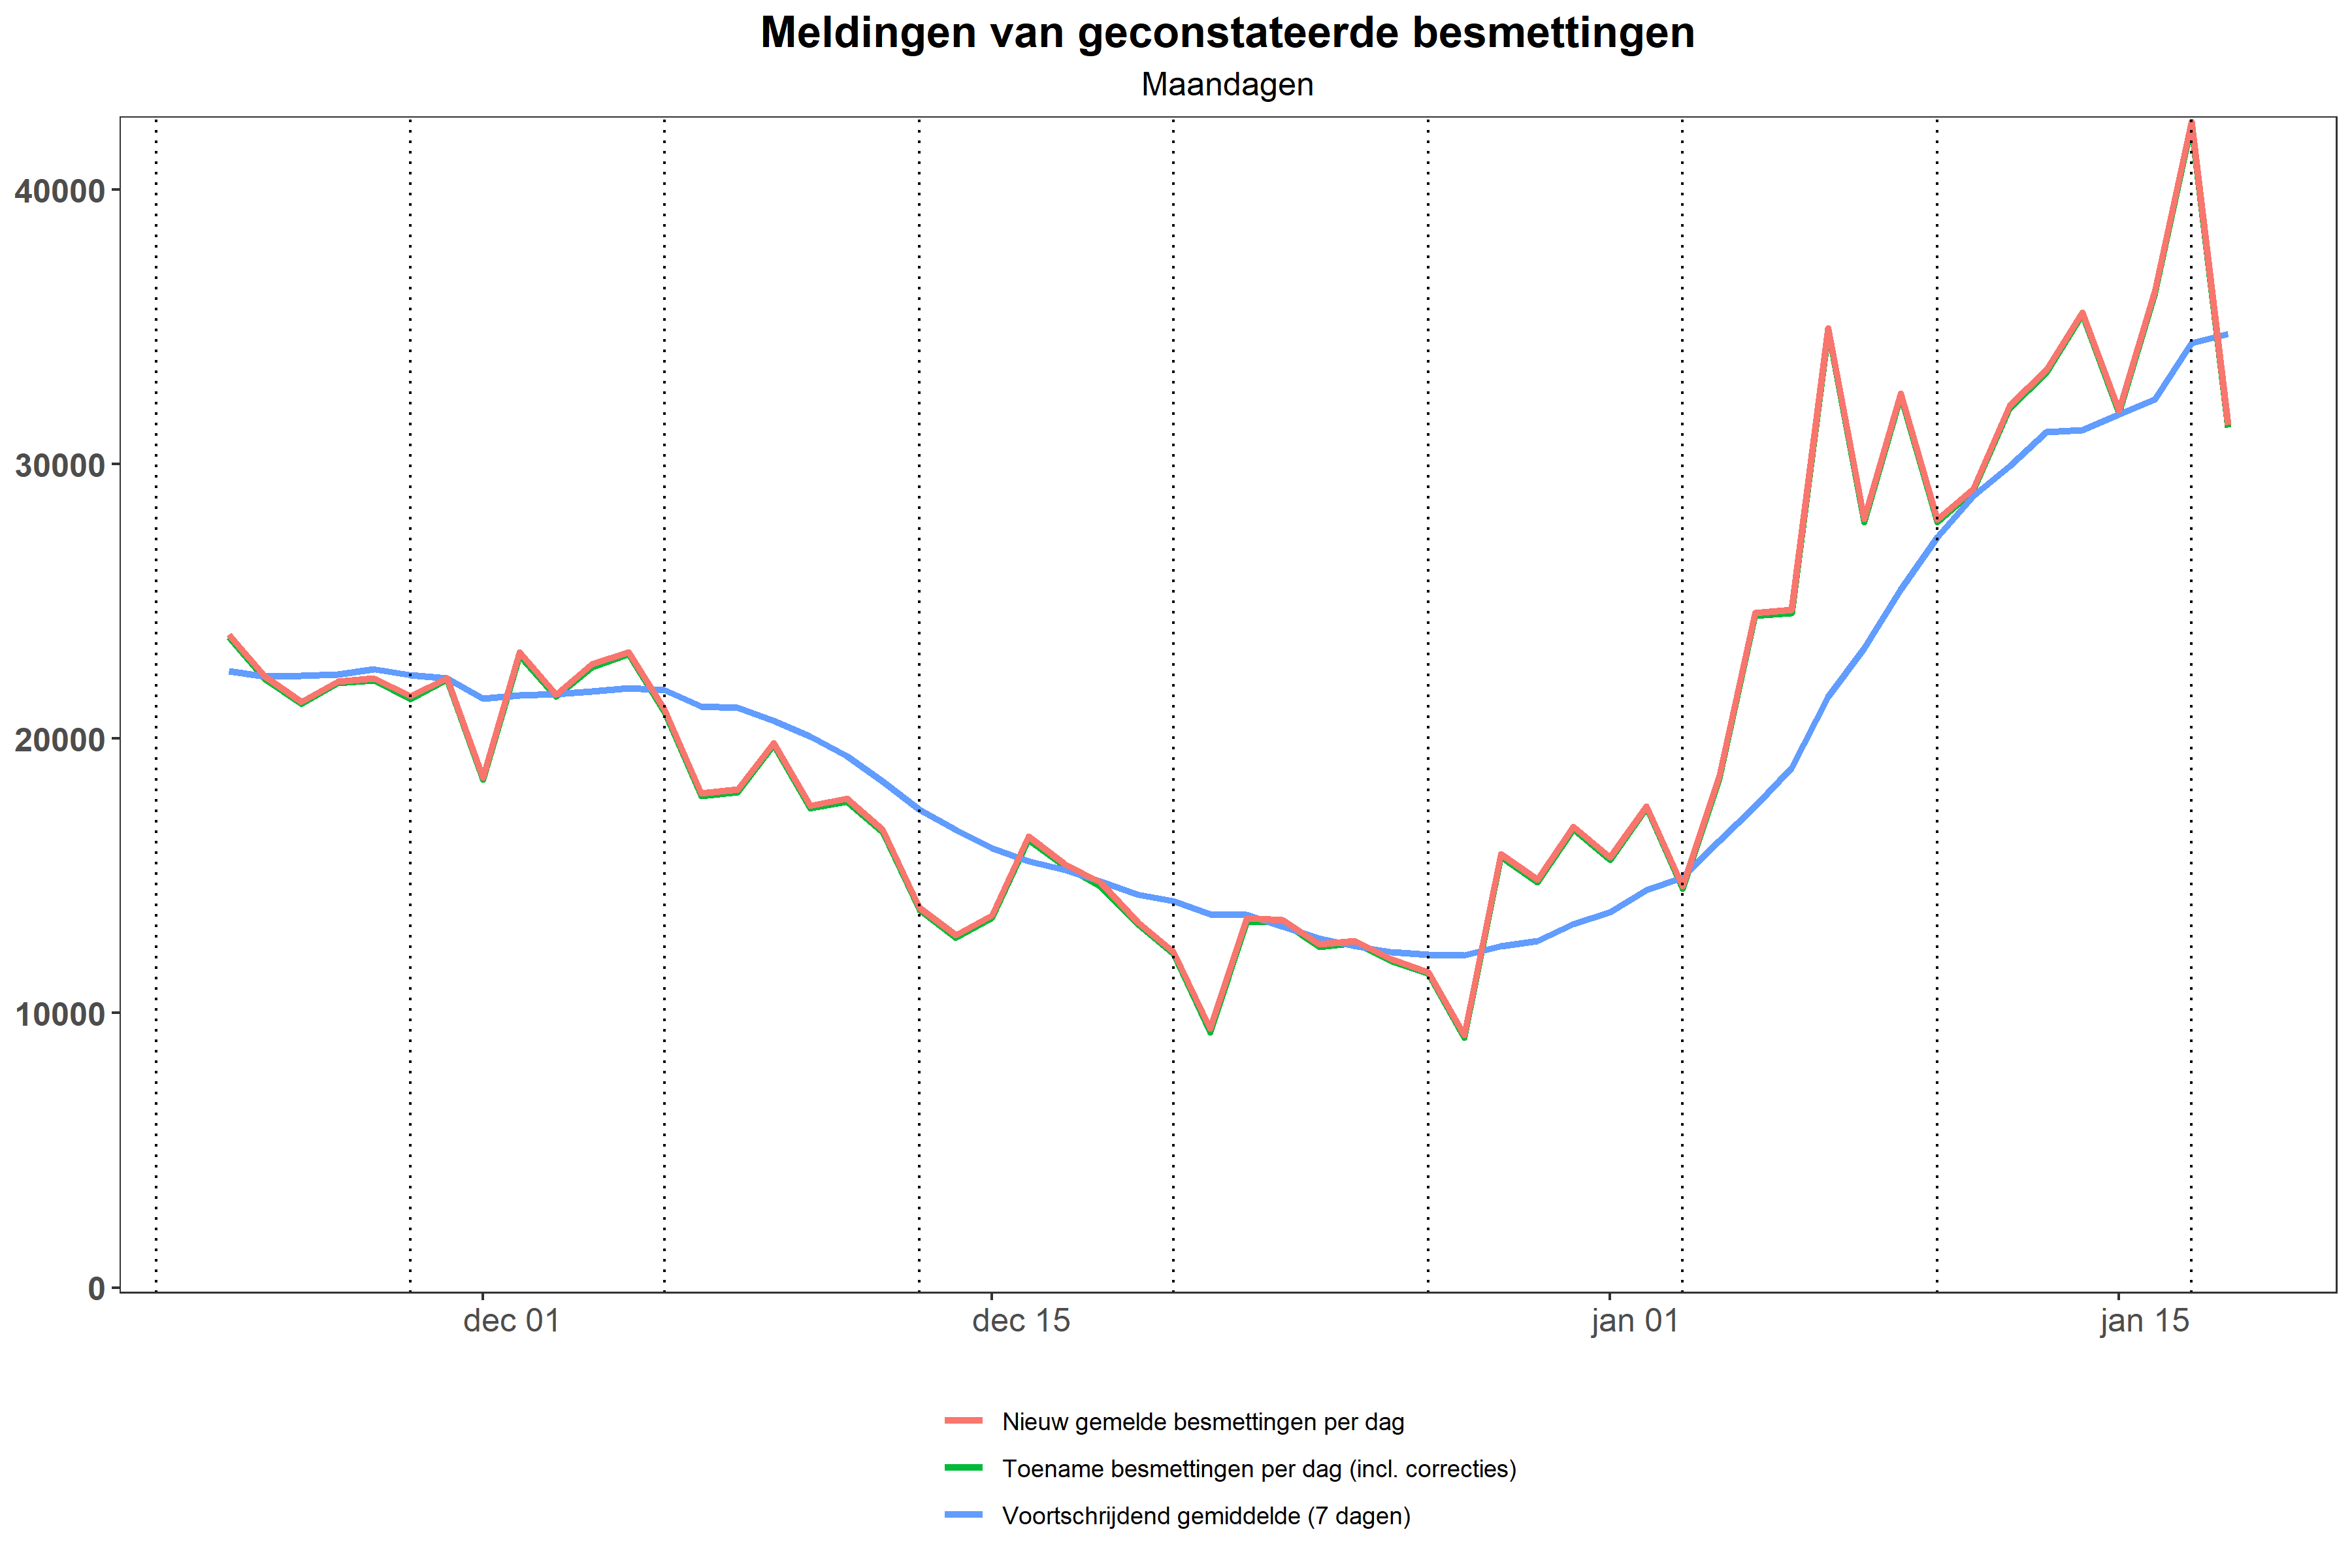 Meldingen van geconstateerde besmettingen
Maandagen
40000
30000
20000
10000
0
dec 01 dec 15 jan 01 jan 15
Nieuw gemelde besmettingen per dag
Toename besmettingen per dag (incl. correcties)
Voortschrijdend gemiddelde (7 dagen)